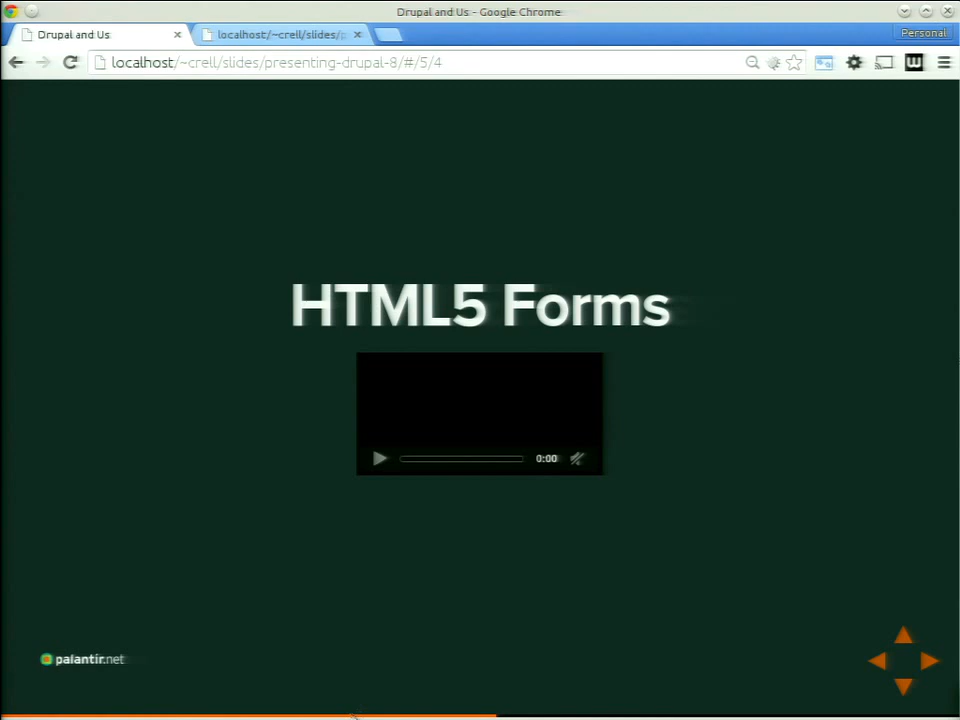 Drupal and Us - Google Chrome
Drupal and Us
localhost/~crell/slides/p
Personal
localhost/~crell/slides/presenting-drupal-8/#/5/4
W
HTML5 Forms
0:00
palantir.net